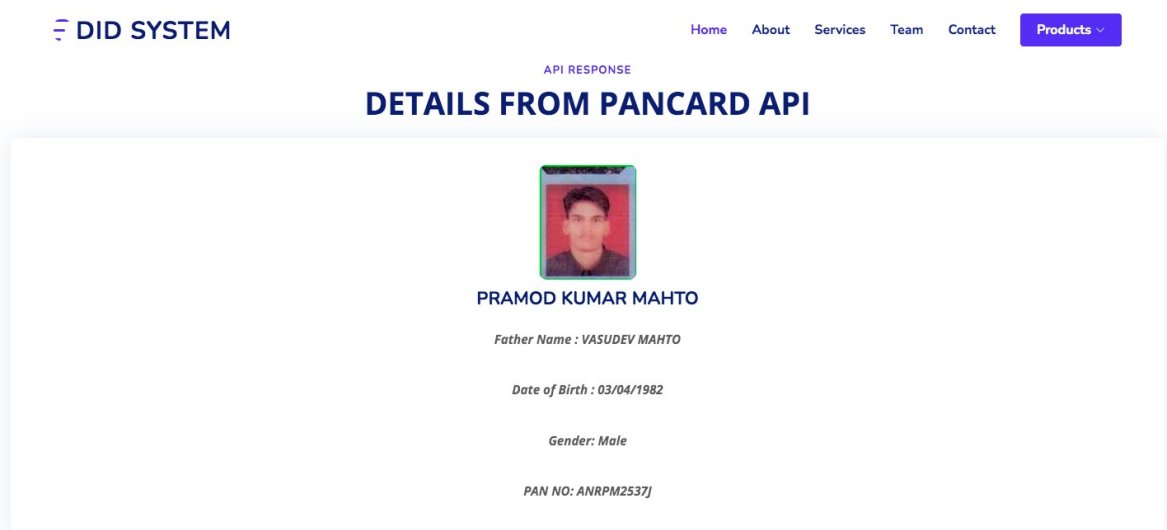 DID SYSTEM
Home About Services Team Contact Products
API RESPONSE
DETAILS FROM PANCARD API
PRAMOD KUMAR MAHTO
Father Name : VASUDEV MAHTO
Date of Birth : 03/04/1982
Gender: Male
PAN NO: ANRPM2537J